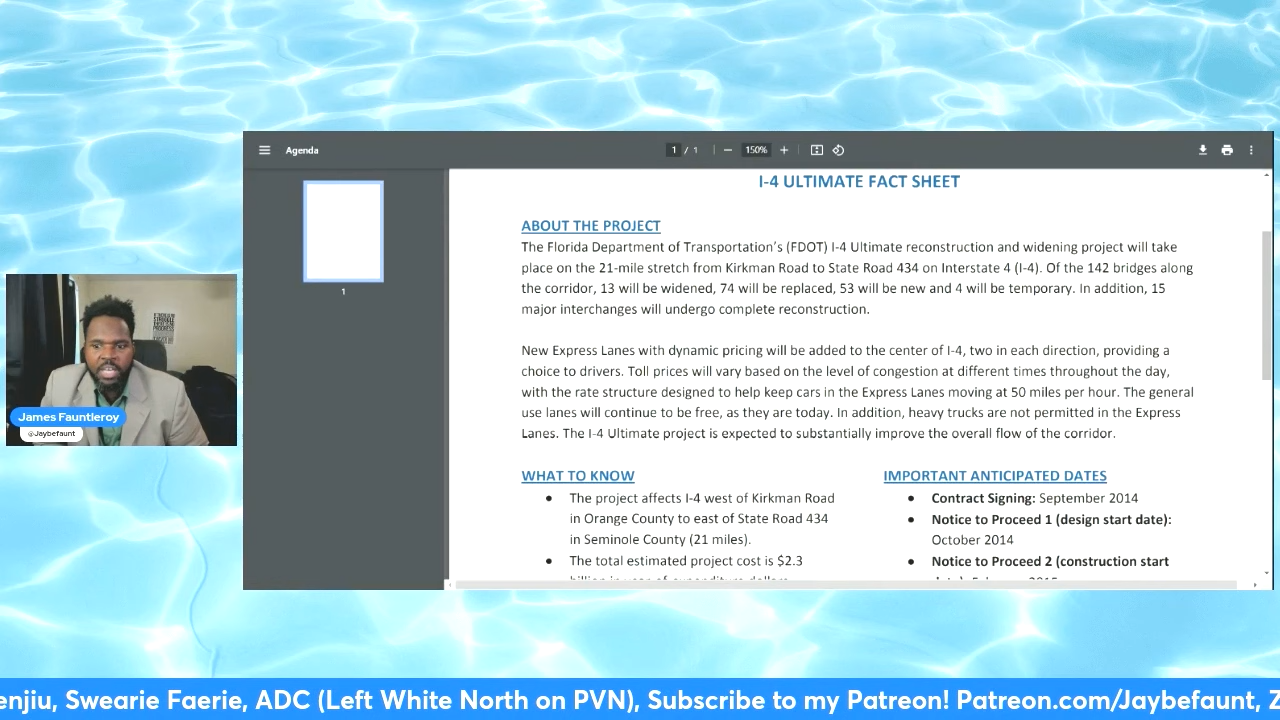 Agenda
1 / 1
150%
1
I-4 ULTIMATE FACT SHEET
ABOUT THE PROJECT
The Florida Department of Transportation's (FDOT) I-4 Ultimate reconstruction and widening project will take
place on the 21-mile stretch from Kirkman Road to State Road 434 on Interstate 4 (I-4). Of the 142 bridges along
the corridor, 13 will be widened, 74 will be replaced, 53 will be new and 4 will be temporary. In addition, 15
major interchanges will undergo complete reconstruction.
New Express Lanes with dynamic pricing will be added to the center of I-4, two in each direction, providing a
choice to drivers. Toll prices will vary based on the level of congestion at different times throughout the day,
with the rate structure designed to help keep cars in the Express Lanes moving at 50 miles per hour. The general
use lanes will continue to be free, as they are today. In addition, heavy trucks are not permitted in the Express
Lanes. The I-4 Ultimate project is expected to substantially improve the overall flow of the corridor.
WHAT TO KNOW
• The project affects I-4 west of Kirkman Road
in Orange County to east of State Road 434
in Seminole County (21 miles).
• The total estimated project cost is $2.3
IMPORTANT ANTICIPATED DATES
• Contract Signing: September 2014
• Notice to Proceed 1 (design start date):
October 2014
• Notice to Proceed 2 (construction start
James Fauntleroy
@Jaybefaunt
enjiu, Swearie Faerie, ADC (Left White North on PVN), Subscribe to my Patreon! Patreon.com/Jaybefaunt, Z